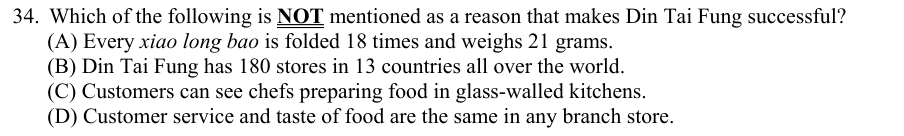 34. Which of the following is NOT mentioned as a reason that makes Din Tai Fung successful?
(A) Every xiao long bao is folded 18 times and weighs 21 grams.
(B) Din Tai Fung has 180 stores in 13 countries all over the world.
(C) Customers can see chefs preparing food in glass-walled kitchens.
(D) Customer service and taste of food are the same in any branch store.